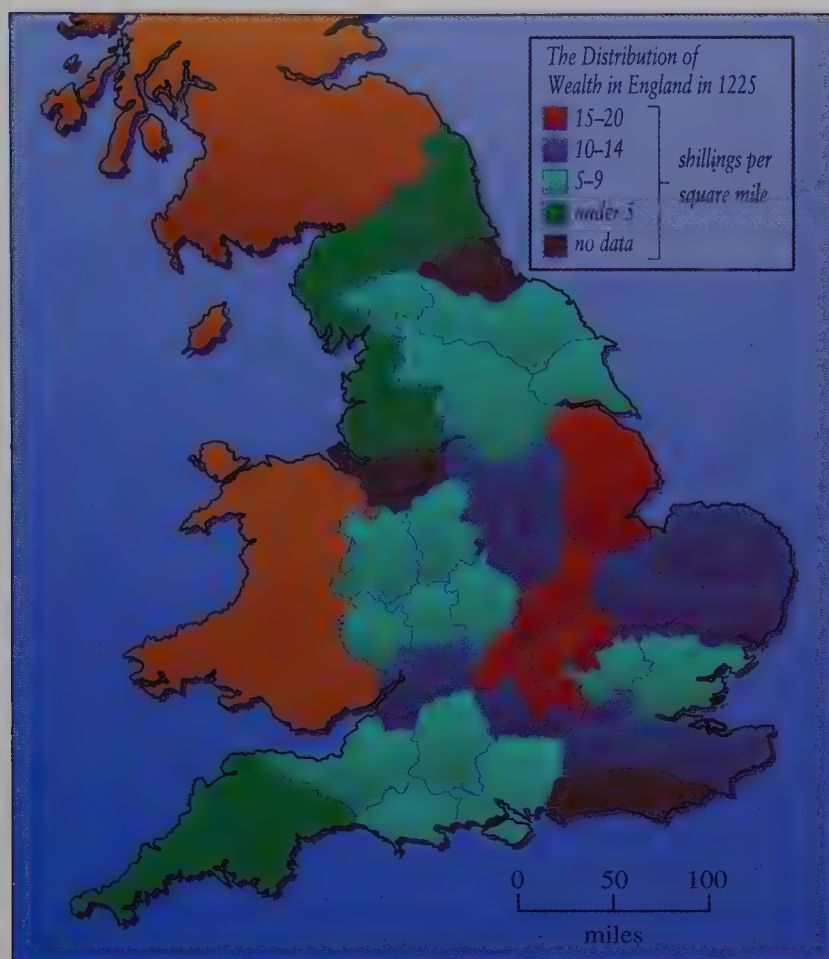 The Distribution of
Wealth in England in 1225
15–20
10–14
5–9
under 5
no data
shillings per
square mile
0 50 100
miles